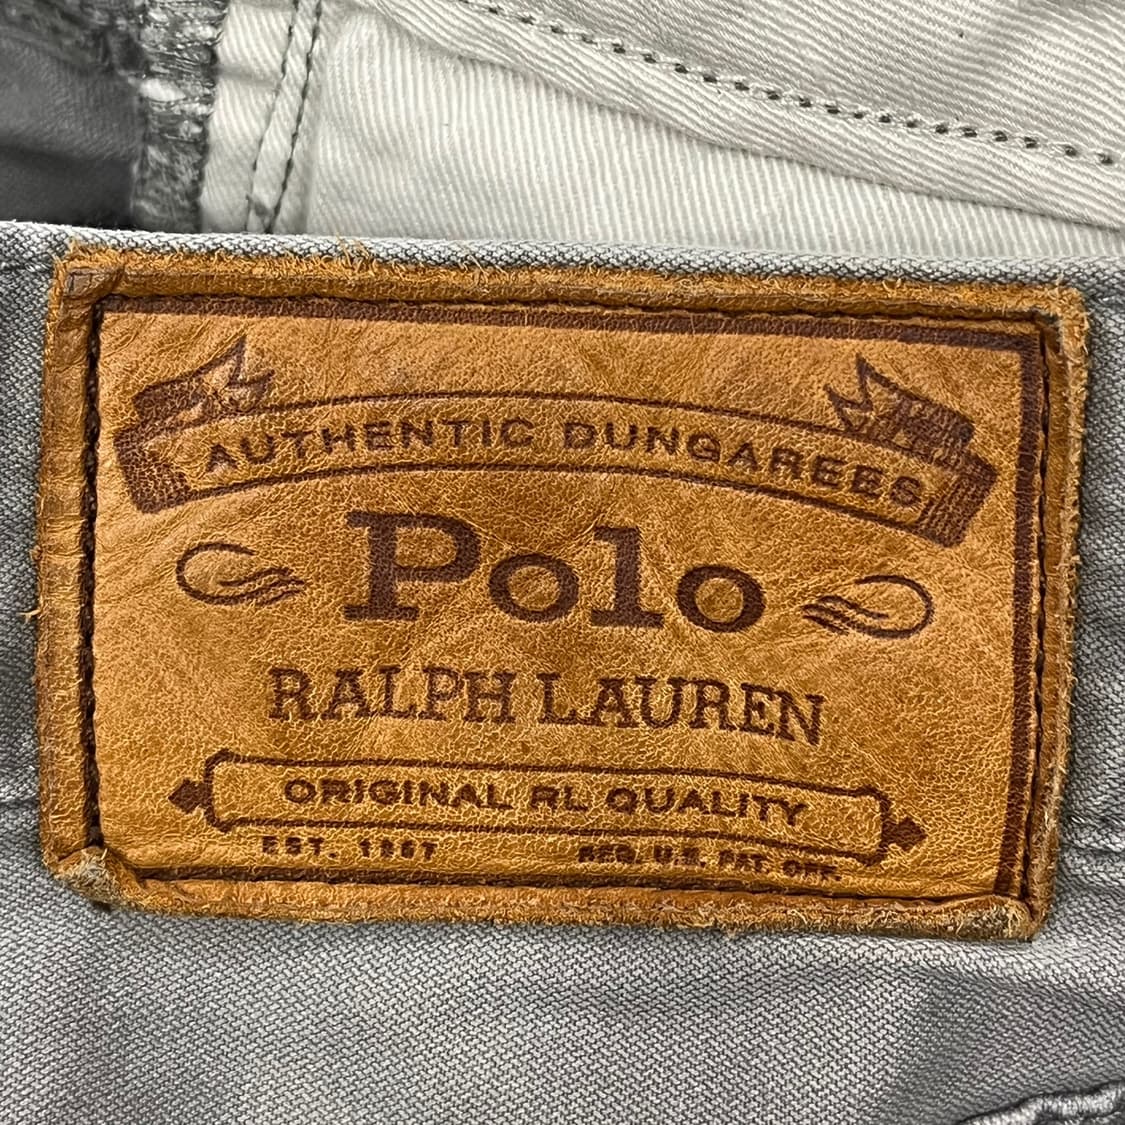 AUTHENTIC DUNGAREES
Polo
RALPH LAUREN
ORIGINAL RL QUALITY
EST. 1967 REG. U.S. PAT. OFF.